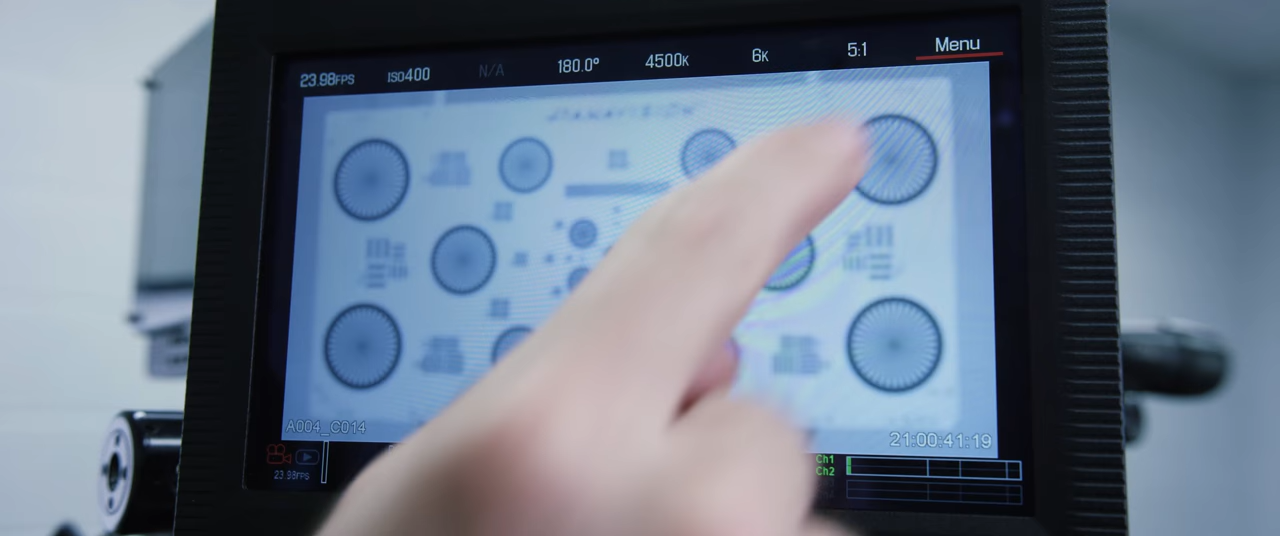 23.98FPS ISO400 N/A 180.0° 4500K 6K 5:1 Menu
PANAVISION
A004_C014 21:00:41:19
23.98FPS
Ch1
Ch2